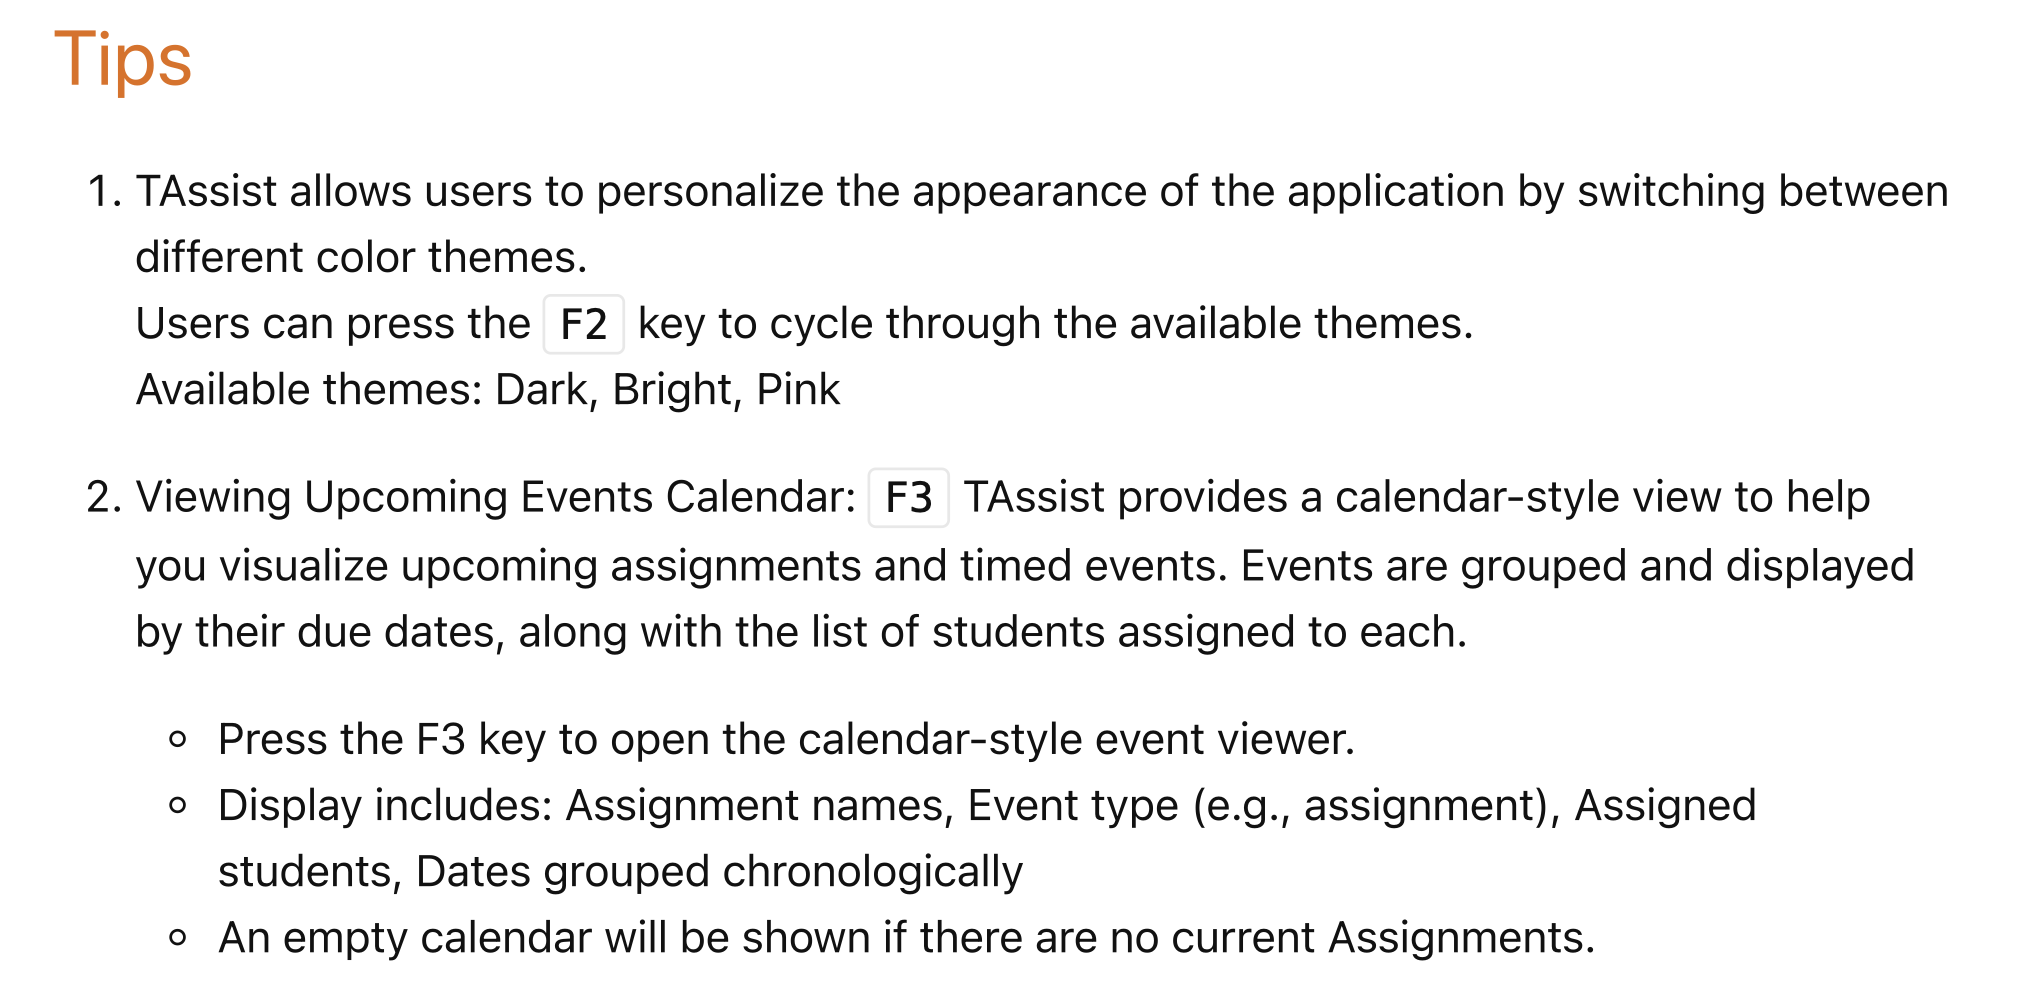 Tips
1. TAssist allows users to personalize the appearance of the application by switching between
different color themes.
Users can press the F2 key to cycle through the available themes.
Available themes: Dark, Bright, Pink
2. Viewing Upcoming Events Calendar: F3 TAssist provides a calendar-style view to help
you visualize upcoming assignments and timed events. Events are grouped and displayed
by their due dates, along with the list of students assigned to each.
◦ Press the F3 key to open the calendar-style event viewer.
◦ Display includes: Assignment names, Event type (e.g., assignment), Assigned
students, Dates grouped chronologically
◦ An empty calendar will be shown if there are no current Assignments.